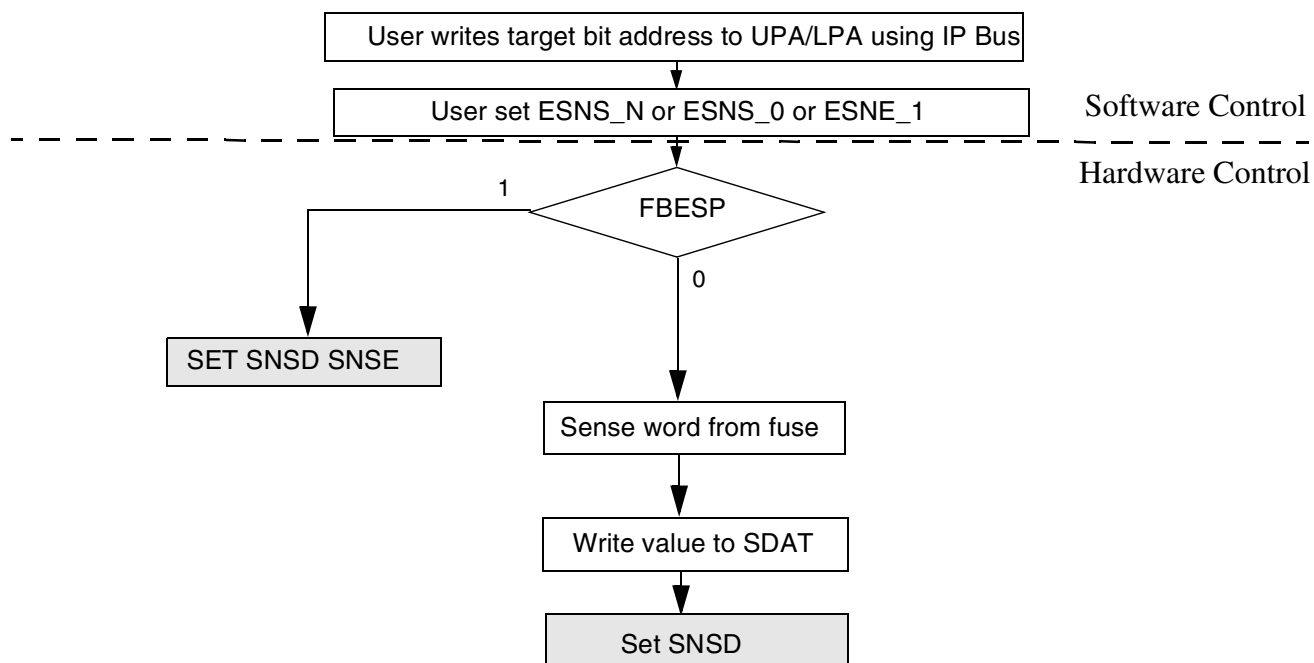 User writes target bit address to UPA/LPA using IP Bus
User set ESNS_N or ESNS_0 or ESNE_1
Software Control
Hardware Control
1
FBESP
0
SET SNSD SNSE
Sense word from fuse
Write value to SDAT
Set SNSD